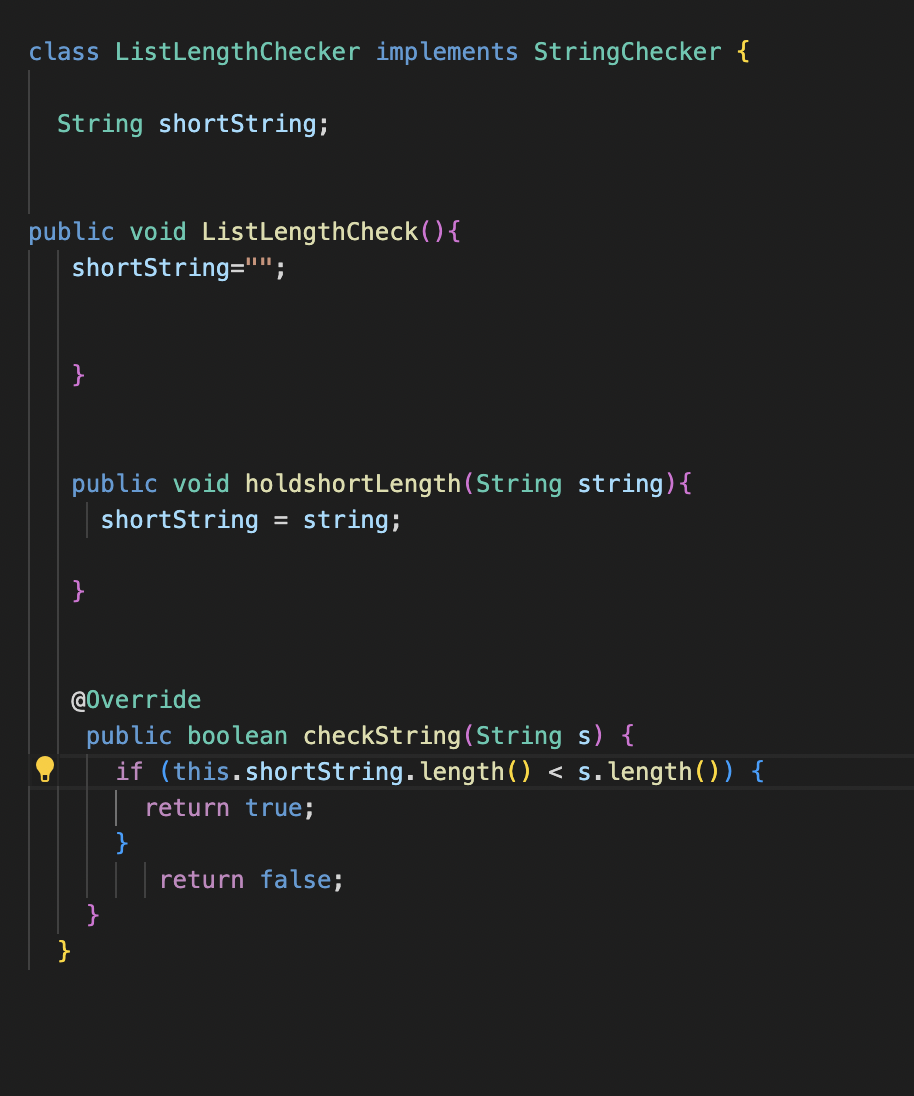 class ListLengthChecker implements StringChecker {
String shortString;
public void ListLengthCheck(){
shortString="";
}
public void holdshortLength(String string){
shortString = string;
}
@Override
public boolean checkString(String s) {
if (this.shortString.length() < s.length()) {
return true;
}
return false;
}
}